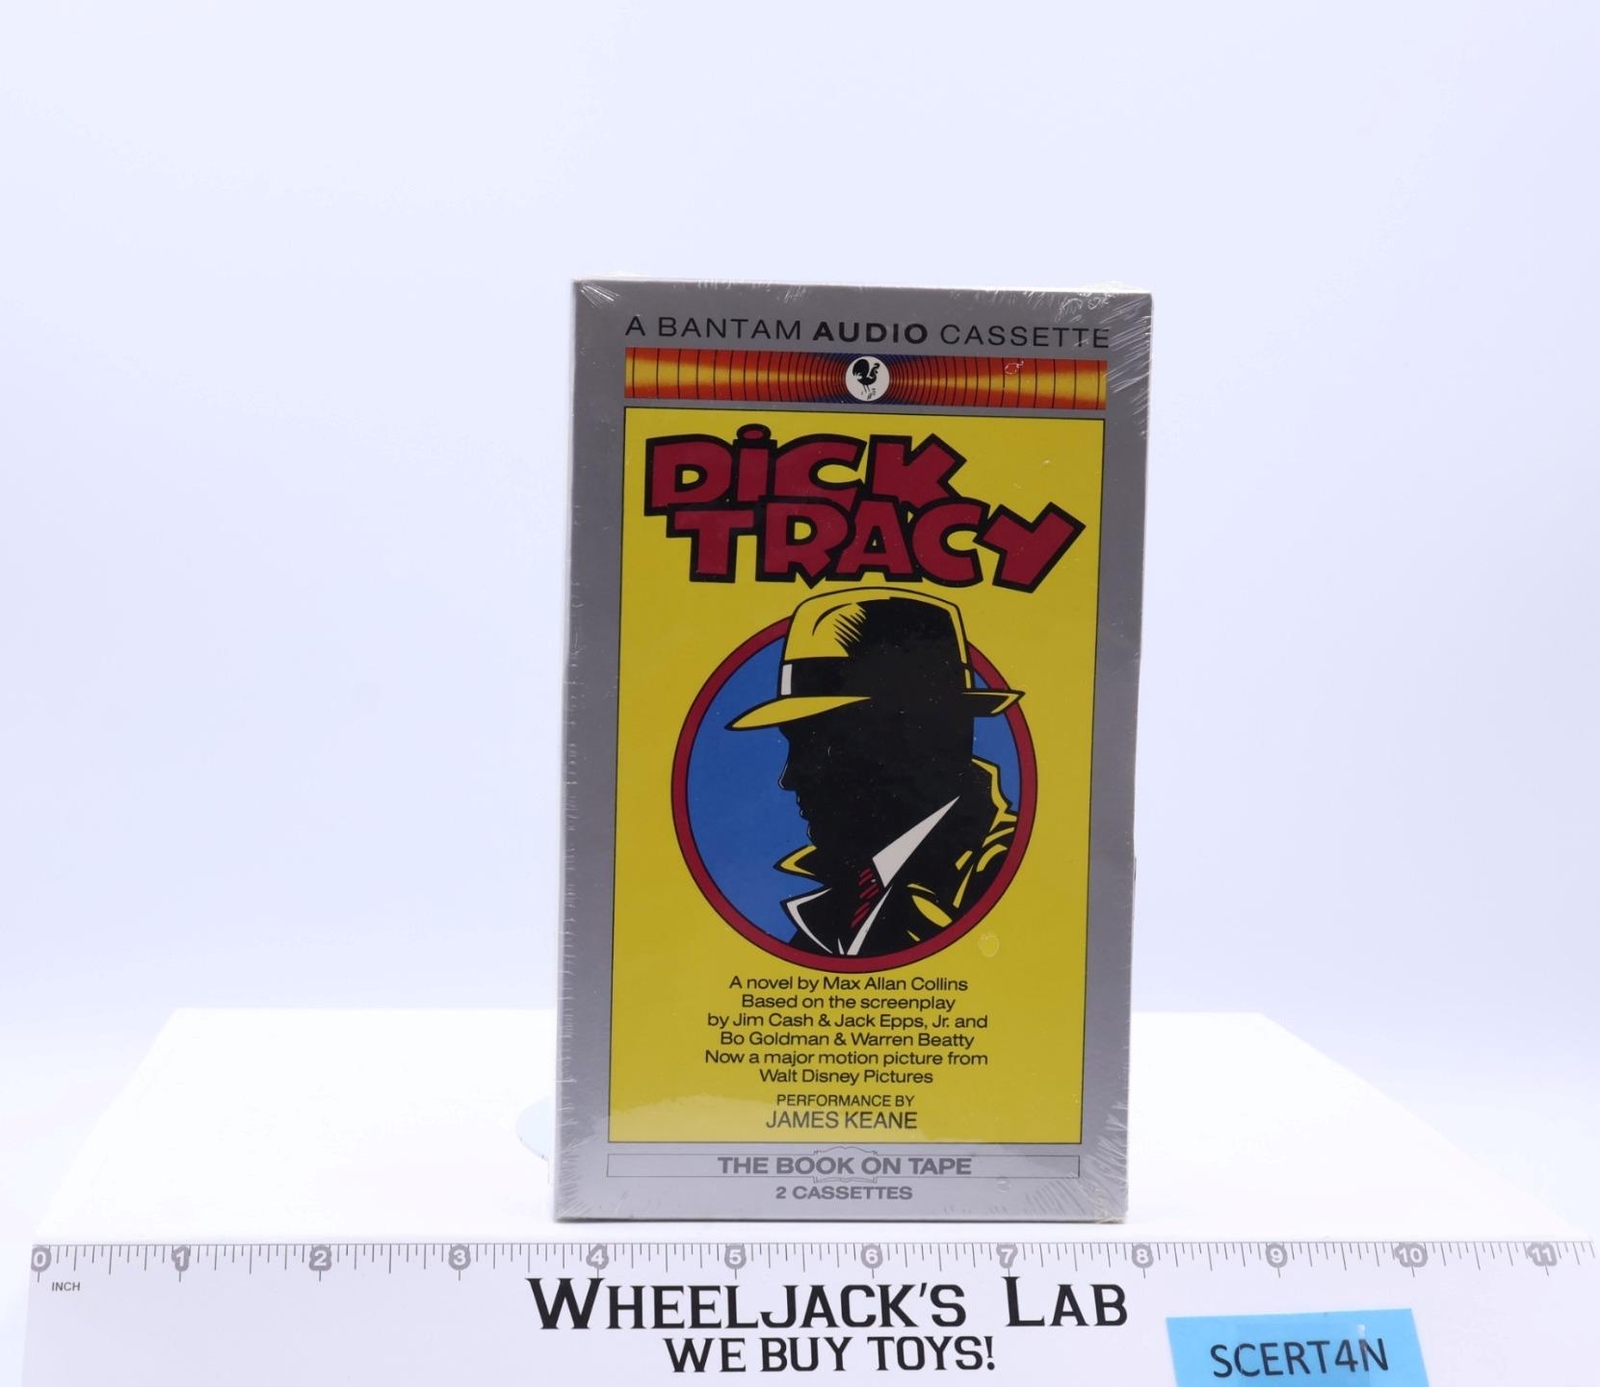 A BANTAM AUDIO CASSETTE
DiCK
TRACY
A novel by Max Allan Collins
Based on the screenplay
by Jim Cash & Jack Epps, Jr. and
Bo Goldman & Warren Beatty
Now a major motion picture from
Walt Disney Pictures
PERFORMANCE BY
JAMES KEANE
THE BOOK ON TAPE
2 CASSETTES
0 1 2 3 4 5 6 7 8 9 10 11
INCH
WHEELJACK'S LAB
WE BUY TOYS!
SCERT4N